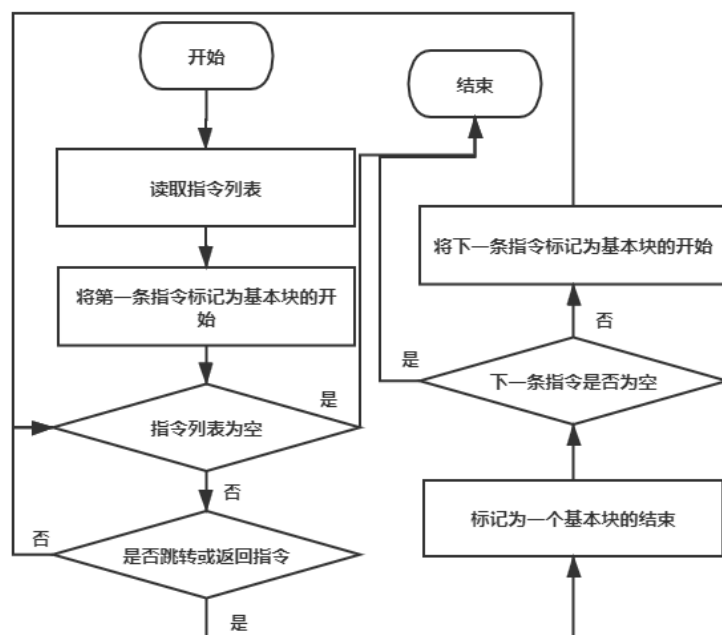 开始
结束
读取指令列表
将第一条指令标记为基本块的开
始
指令列表为空
是
否
是否跳转或返回指令
否
是
将下一条指令标记为基本块的开始
否
下一条指令是否为空
是
标记为一个基本块的结束